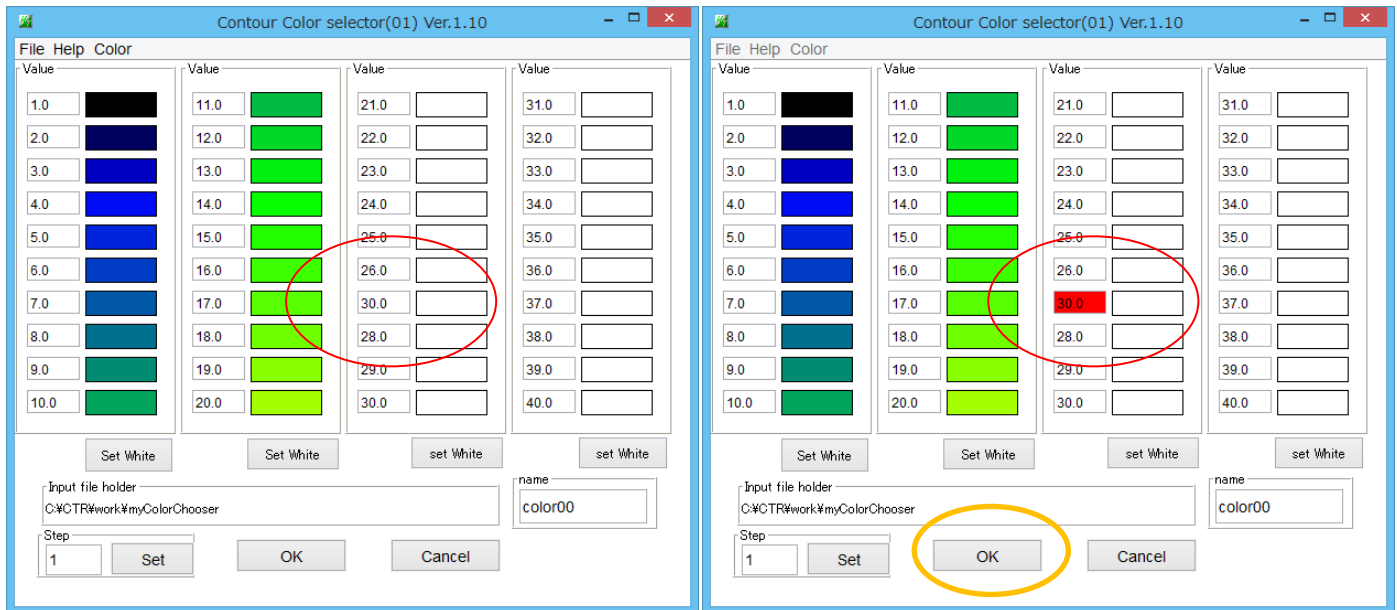 Contour Color selector(01) Ver.1.10
File Help Color
Value Value Value Value
1.0 11.0 21.0 31.0
2.0 12.0 22.0 32.0
3.0 13.0 23.0 33.0
4.0 14.0 24.0 34.0
5.0 15.0 25.0 35.0
6.0 16.0 26.0 36.0
7.0 17.0 30.0 37.0
8.0 18.0 28.0 38.0
9.0 19.0 29.0 39.0
10.0 20.0 30.0 40.0
Set White Set White set White set White
Input file holder name
C:¥CTR¥work¥myColorChooser color00
Step
1 Set OK Cancel
Contour Color selector(01) Ver.1.10
File Help Color
Value Value Value Value
1.0 11.0 21.0 31.0
2.0 12.0 22.0 32.0
3.0 13.0 23.0 33.0
4.0 14.0 24.0 34.0
5.0 15.0 25.0 35.0
6.0 16.0 26.0 36.0
7.0 17.0 30.0 37.0
8.0 18.0 28.0 38.0
9.0 19.0 29.0 39.0
10.0 20.0 30.0 40.0
Set White Set White set White set White
Input file holder name
C:¥CTR¥work¥myColorChooser color00
Step
1 Set OK Cancel